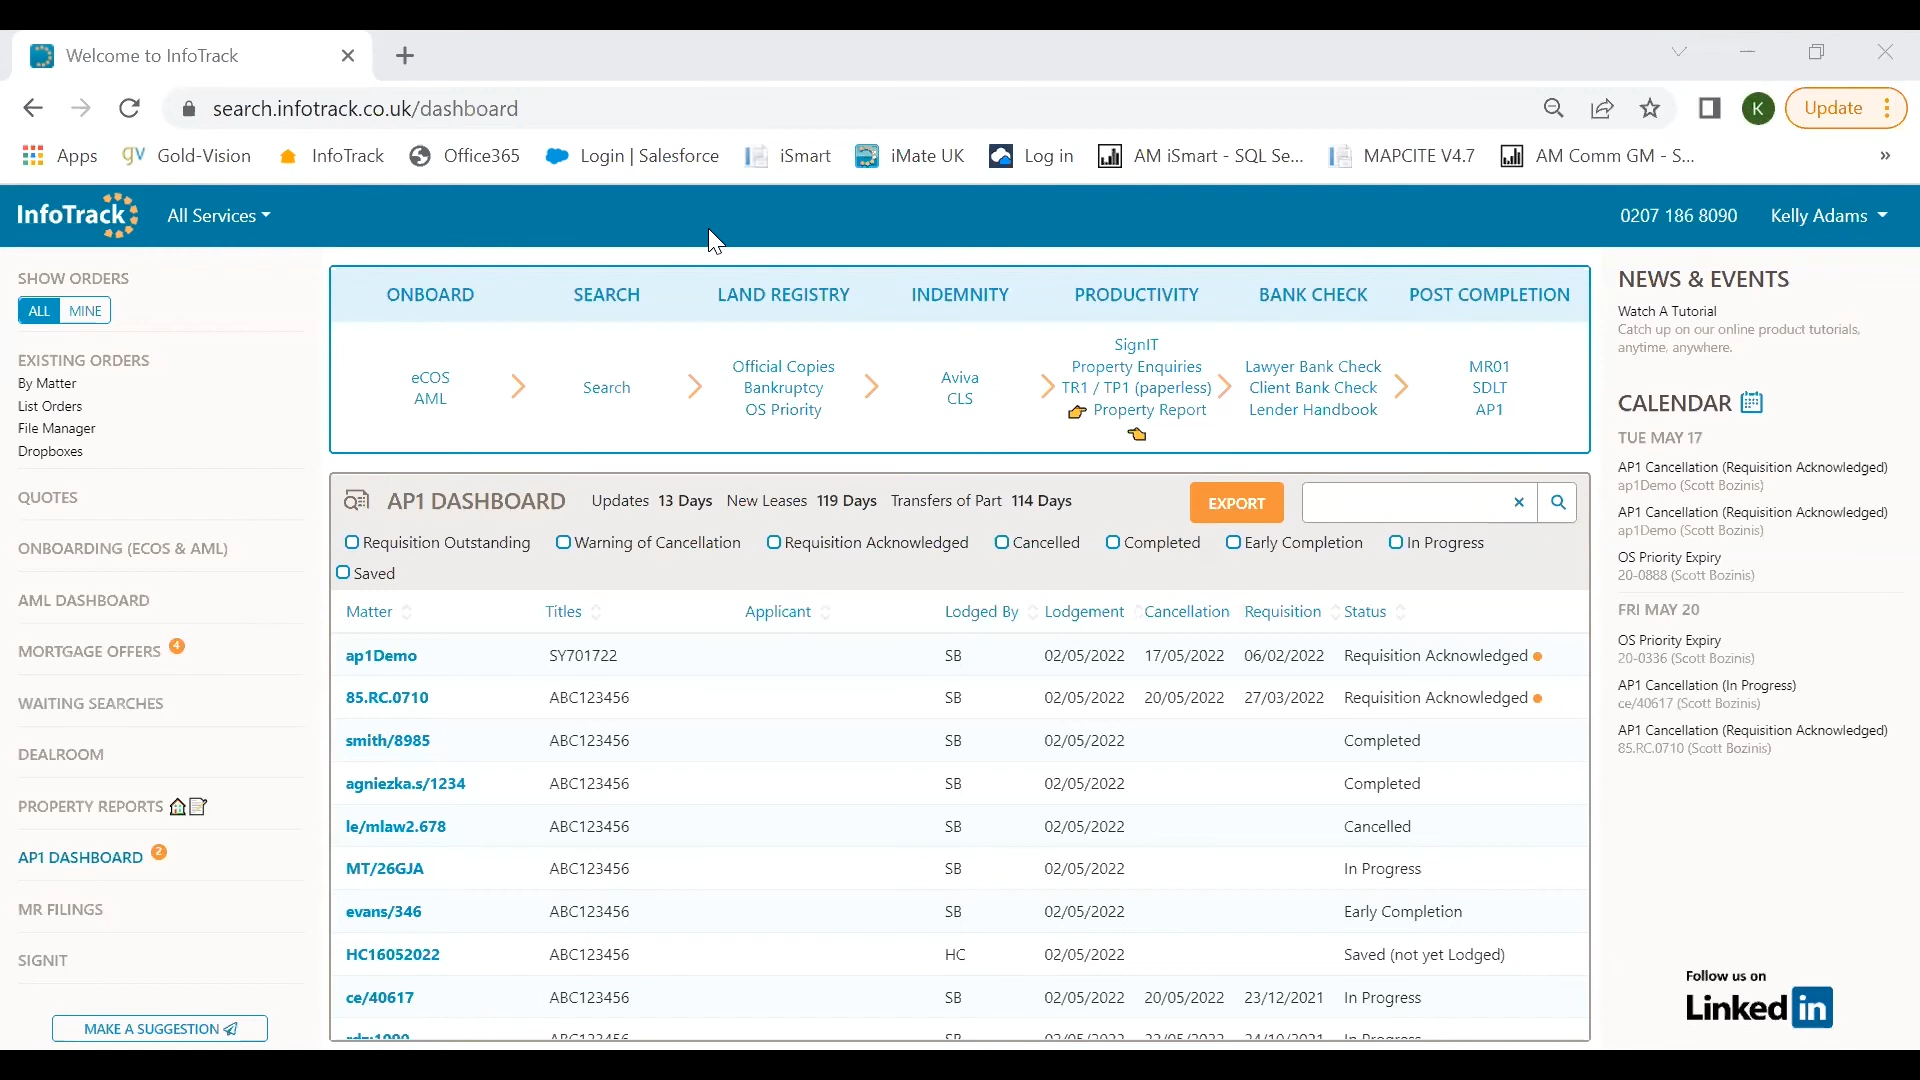 Welcome to InfoTrack
search.infotrack.co.uk/dashboard
K
Update
Apps
gv Gold-Vision
InfoTrack
Office365
Login | Salesforce
iSmart
iMate UK
Log in
AM iSmart - SQL Se...
MAPCITE V4.7
AM Comm GM - S...
»
InfoTrack
All Services
0207 186 8090
Kelly Adams
SHOW ORDERS
ALL MINE
EXISTING ORDERS
By Matter
List Orders
File Manager
Dropboxes
QUOTES
ONBOARDING (ECOS & AML)
AML DASHBOARD
MORTGAGE OFFERS 4
WAITING SEARCHES
DEALROOM
PROPERTY REPORTS
AP1 DASHBOARD 2
MR FILINGS
SIGNIT
MAKE A SUGGESTION
ONBOARD
eCOS
AML
SEARCH
Search
LAND REGISTRY
Official Copies
Bankruptcy
OS Priority
INDEMNITY
Aviva
CLS
PRODUCTIVITY
SignIT
Property Enquiries
TR1 / TP1 (paperless)
Property Report
BANK CHECK
Lawyer Bank Check
Client Bank Check
Lender Handbook
POST COMPLETION
MR01
SDLT
AP1
AP1 DASHBOARD Updates 13 Days New Leases 119 Days Transfers of Part 114 Days EXPORT
Requisition Outstanding Warning of Cancellation Requisition Acknowledged Cancelled Completed Early Completion In Progress
Saved
Matter Titles Applicant Lodged By Lodgement Cancellation Requisition Status
ap1Demo SY701722 SB 02/05/2022 17/05/2022 06/02/2022 Requisition Acknowledged
85.RC.0710 ABC123456 SB 02/05/2022 20/05/2022 27/03/2022 Requisition Acknowledged
smith/8985 ABC123456 SB 02/05/2022 Completed
agniezka.s/1234 ABC123456 SB 02/05/2022 Completed
le/mlaw2.678 ABC123456 SB 02/05/2022 Cancelled
MT/26GJA ABC123456 SB 02/05/2022 In Progress
evans/346 ABC123456 SB 02/05/2022 Early Completion
HC16052022 ABC123456 HC 02/05/2022 Saved (not yet Lodged)
ce/40617 ABC123456 SB 02/05/2022 20/05/2022 23/12/2021 In Progress
NEWS & EVENTS
Watch A Tutorial
Catch up on our online product tutorials,
anytime, anywhere.
CALENDAR
TUE MAY 17
AP1 Cancellation (Requisition Acknowledged)
ap1Demo (Scott Bozinis)
AP1 Cancellation (Requisition Acknowledged)
ap1Demo (Scott Bozinis)
OS Priority Expiry
20-0888 (Scott Bozinis)
FRI MAY 20
OS Priority Expiry
20-0336 (Scott Bozinis)
AP1 Cancellation (In Progress)
ce/40617 (Scott Bozinis)
AP1 Cancellation (Requisition Acknowledged)
85.RC.0710 (Scott Bozinis)
Follow us on
Linked in